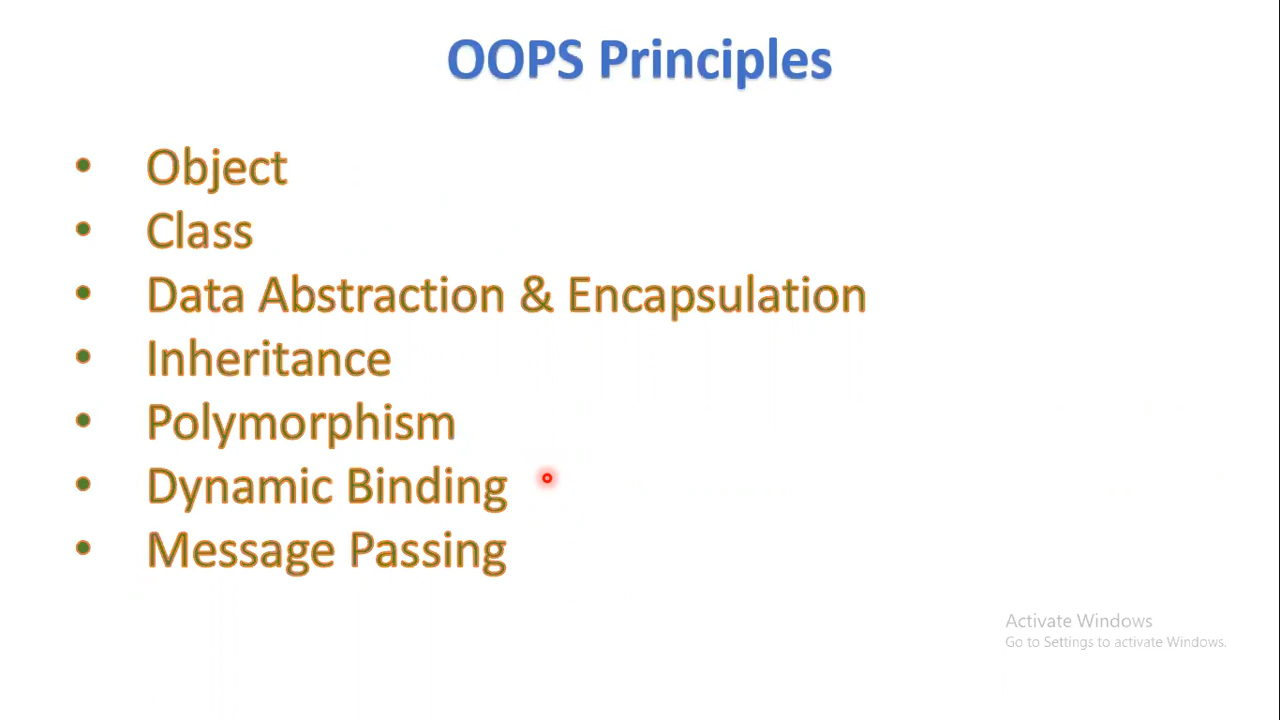 OOPS Principles
• Object
• Class
• Data Abstraction & Encapsulation
• Inheritance
• Polymorphism
• Dynamic Binding
• Message Passing
Activate Windows
Go to Settings to activate Windows.